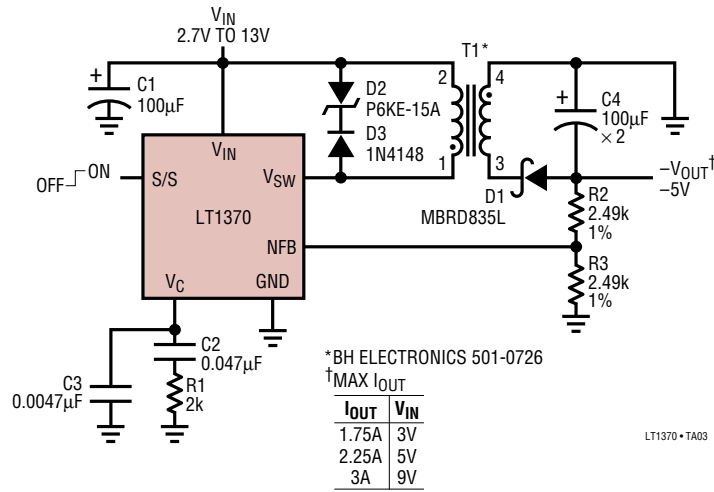 VIN
2.7V TO 13V
T1*
+
C1
100µF
D2
P6KE-15A
D3
1N4148
2
4
1
3
+
C4
100µF
×2
ON
OFF
S/S
VIN
VSW
LT1370
NFB
VC
GND
D1
MBRD835L
–VOUT†
–5V
R2
2.49k
1%
R3
2.49k
1%
C2
0.047µF
C3
0.0047µF
R1
2k
*BH ELECTRONICS 501-0726
†MAX IOUT
IOUT VIN
1.75A 3V
2.25A 5V
3A 9V
LT1370 • TA03